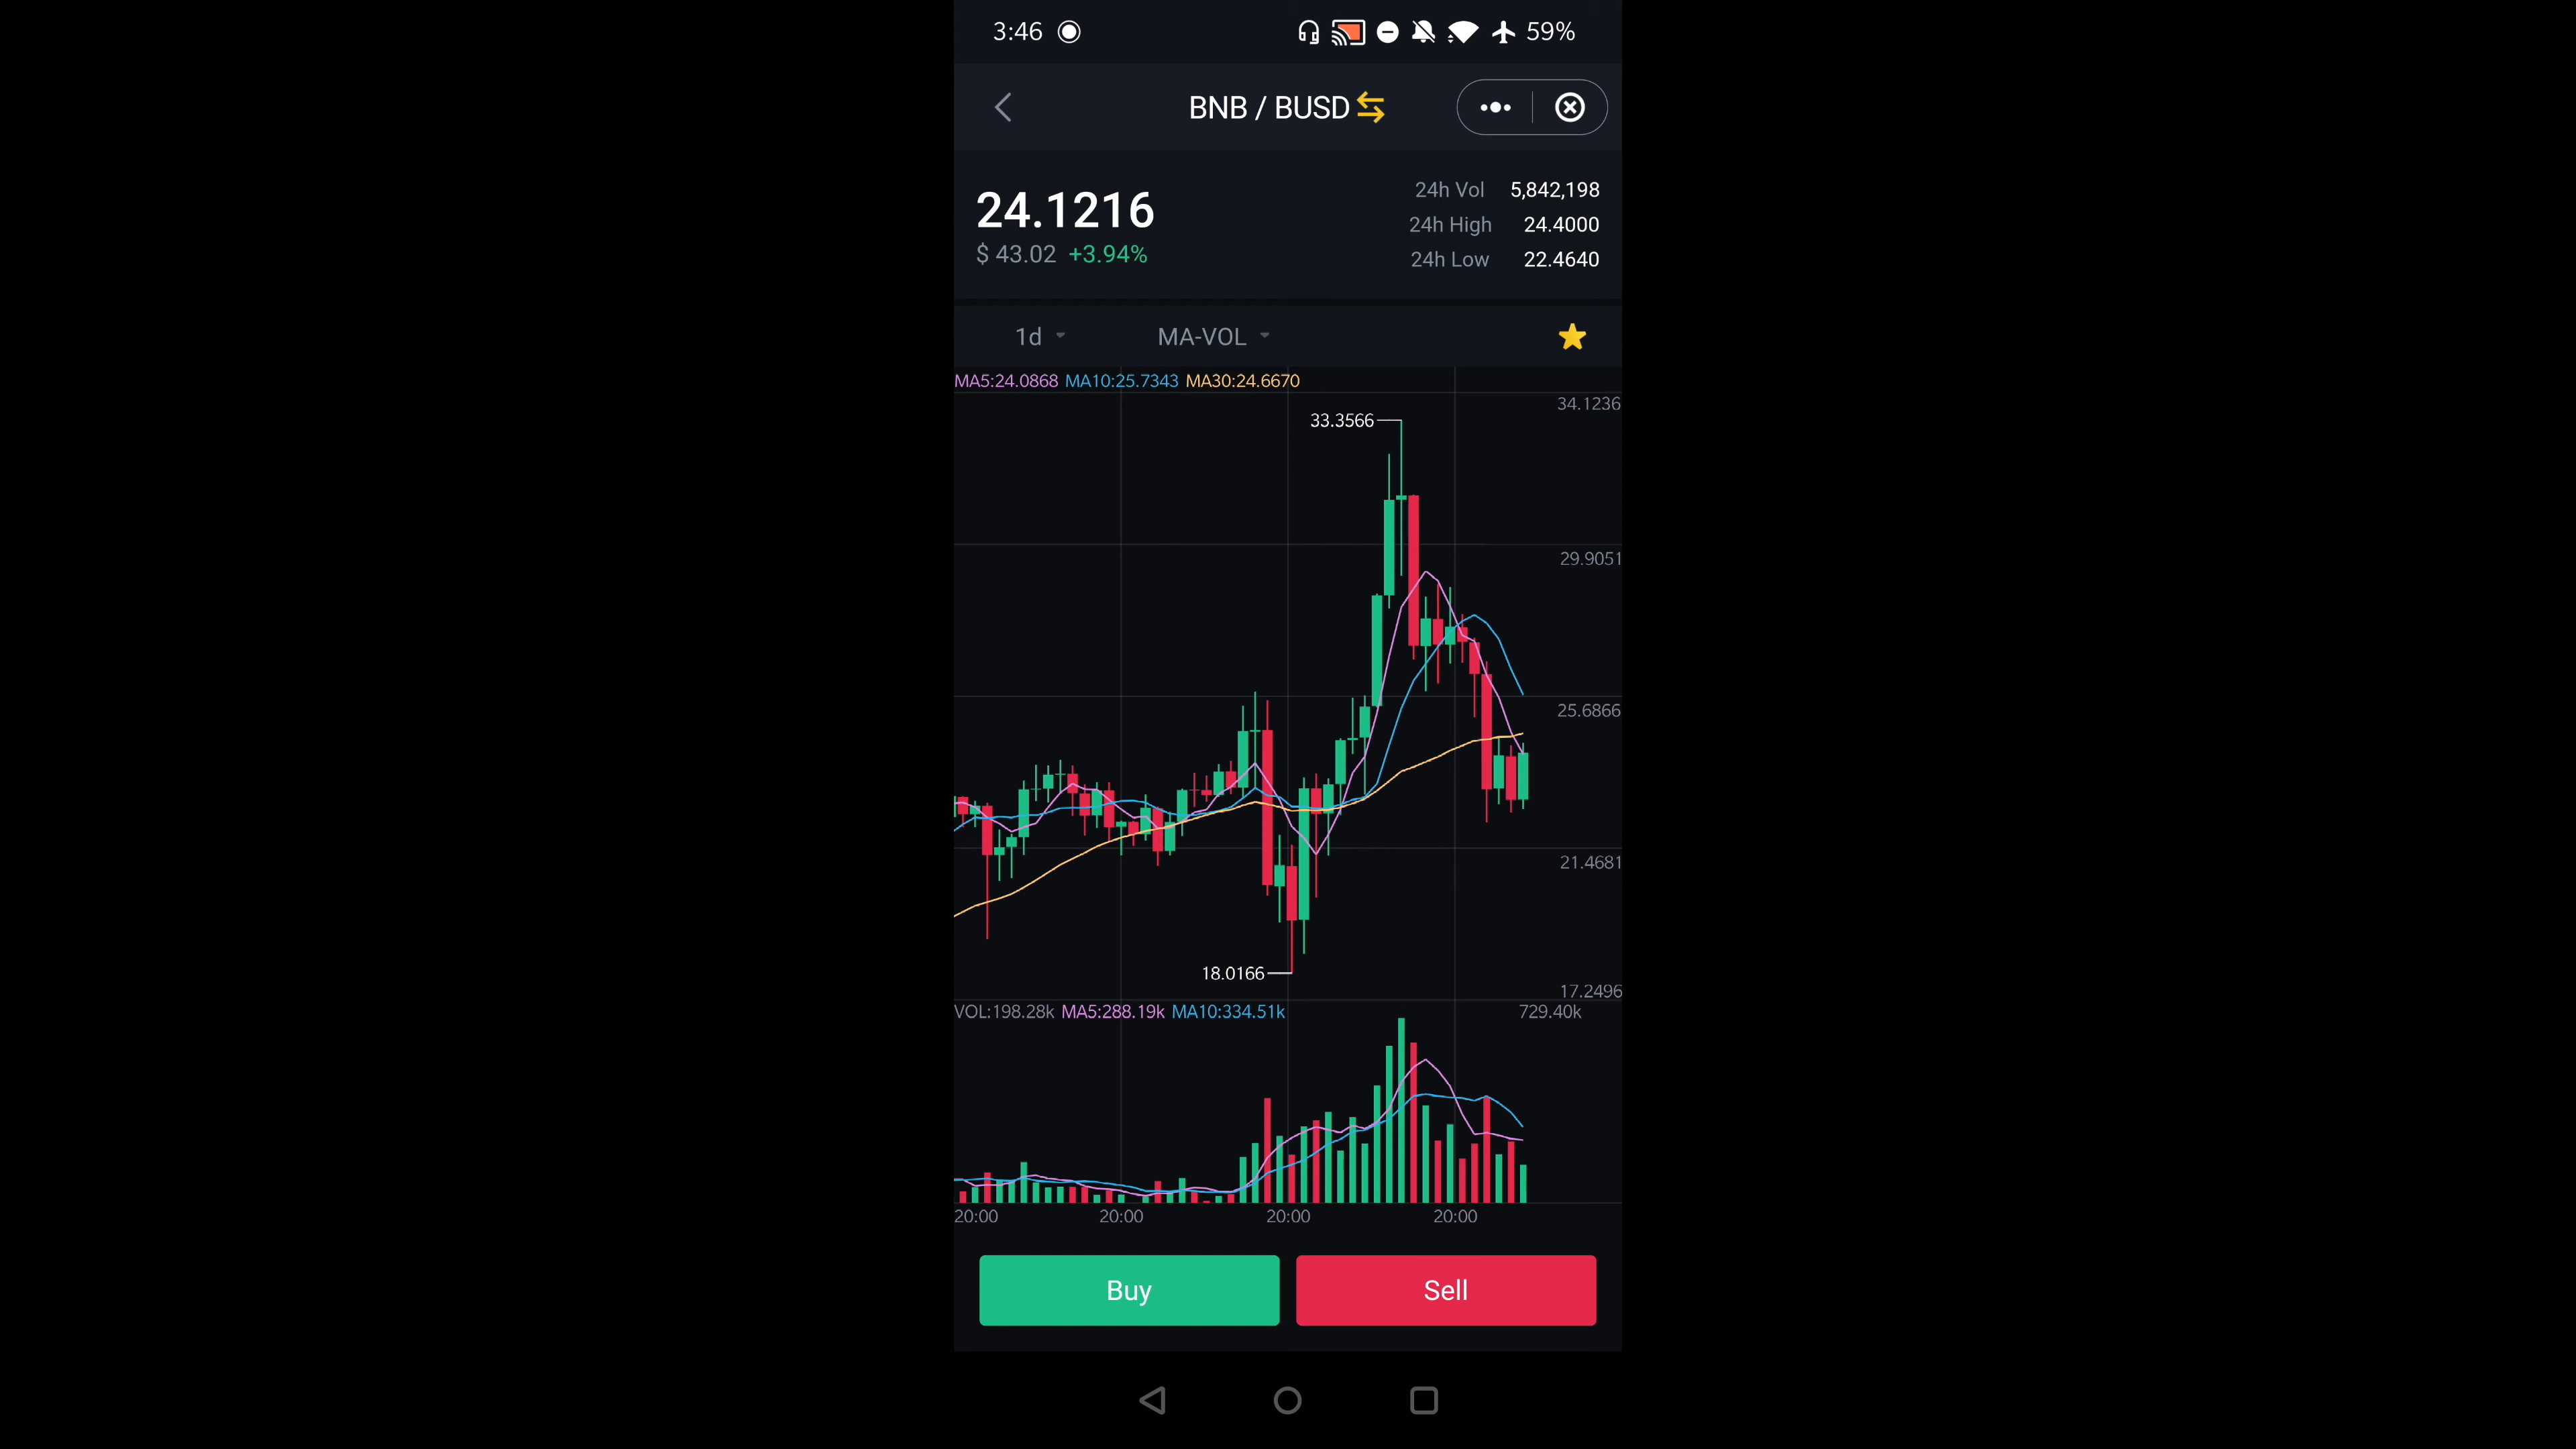 3:46 59%
BNB / BUSD
24.1216
$ 43.02 +3.94%
24h Vol 5,842,198
24h High 24.4000
24h Low 22.4640
1d MA-VOL
MA5:24.0868 MA10:25.7343 MA30:24.6670
34.1236
33.3566
29.9051
25.6866
21.4681
18.0166
17.2496
VOL:198.28k MA5:288.19k MA10:334.51k 729.40k
20:00 20:00 20:00 20:00
Buy Sell